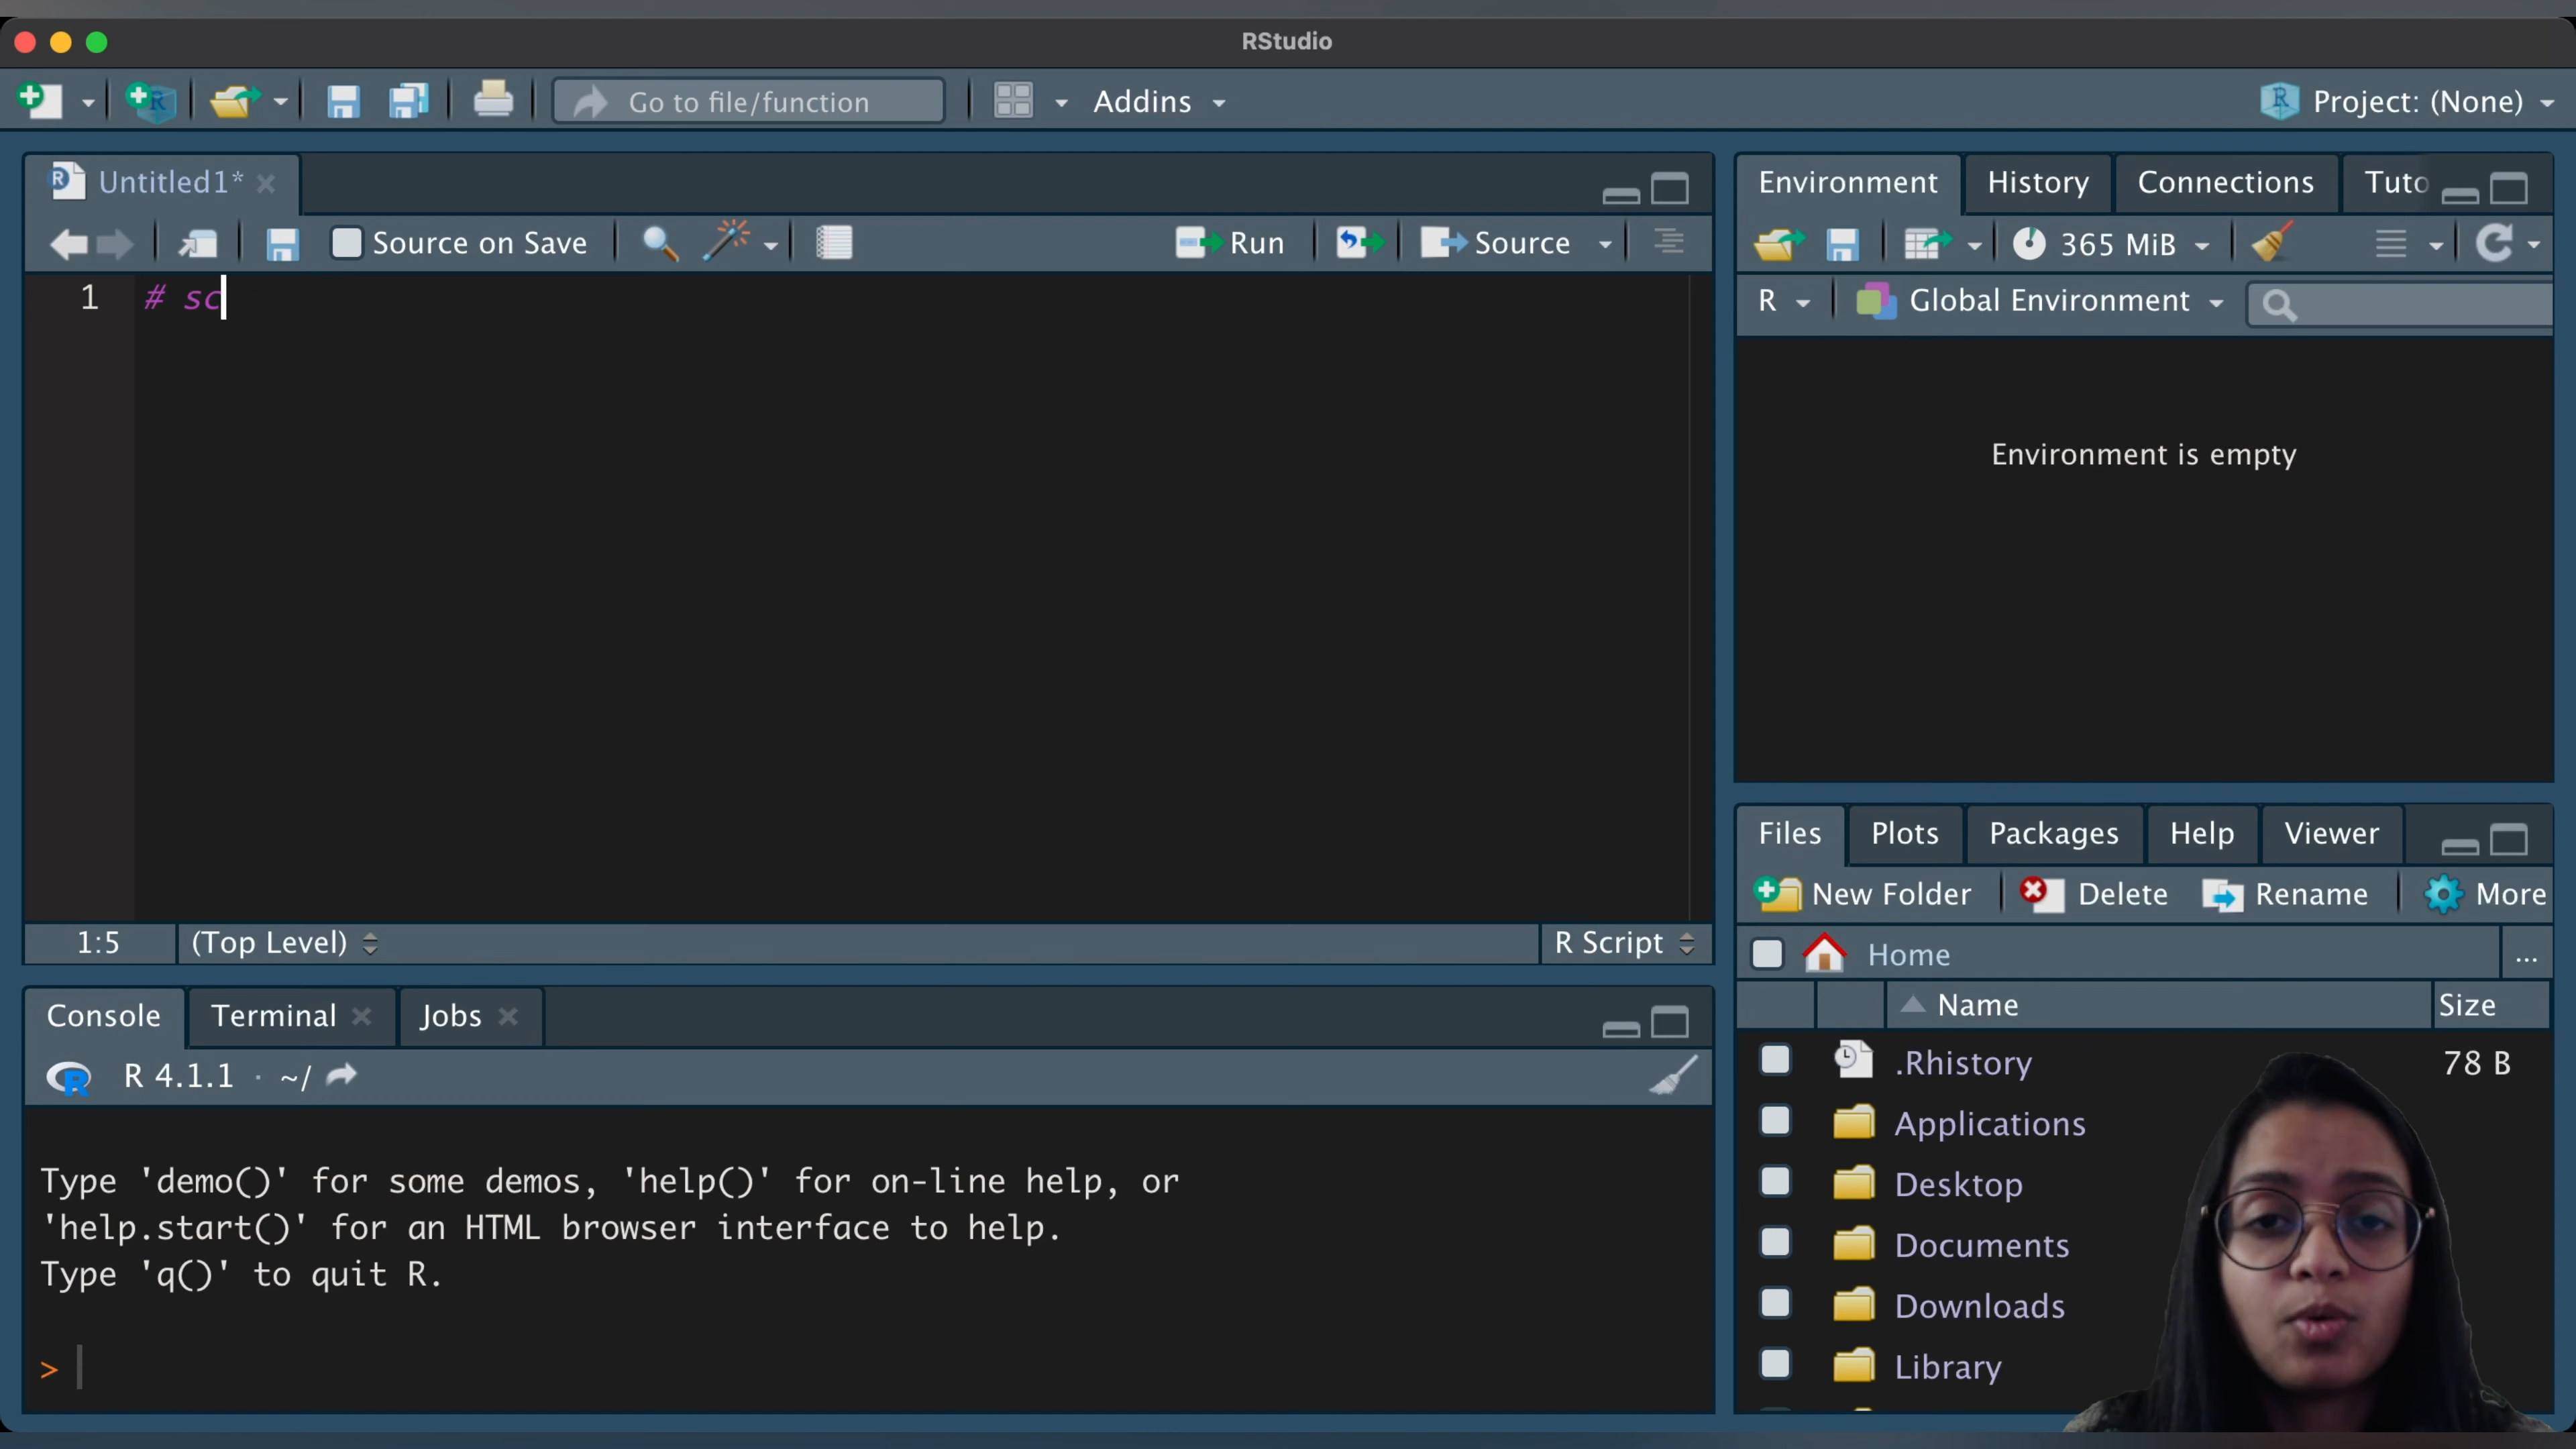 RStudio
Go to file/function
Addins
Project: (None)
Untitled1*
Source on Save
Run
Source
1 # sc
1:5 (Top Level) R Script
Console Terminal Jobs
R 4.1.1 · ~/
Type 'demo()' for some demos, 'help()' for on-line help, or
'help.start()' for an HTML browser interface to help.
Type 'q()' to quit R.
>
Environment History Connections Tuto
365 MiB
R Global Environment
Environment is empty
Files Plots Packages Help Viewer
New Folder Delete Rename More
Home ...
Name Size
.Rhistory 78 B
Applications
Desktop
Documents
Downloads
Library